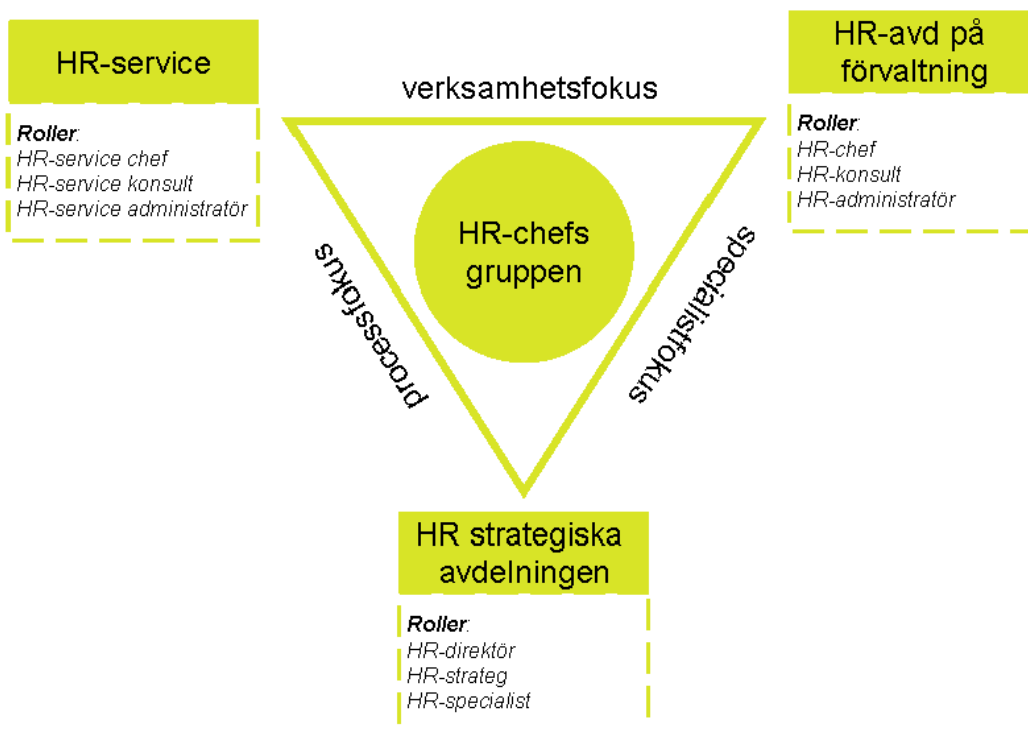 HR-service
Roller:
HR-service chef
HR-service konsult
HR-service administratör
verksamhetsfokus
HR-avd på
förvaltning
Roller:
HR-chef
HR-konsult
HR-administratör
HR-chefs
gruppen
processfokus
specialistfokus
HR strategiska
avdelningen
Roller:
HR-direktör
HR-strateg
HR-specialist